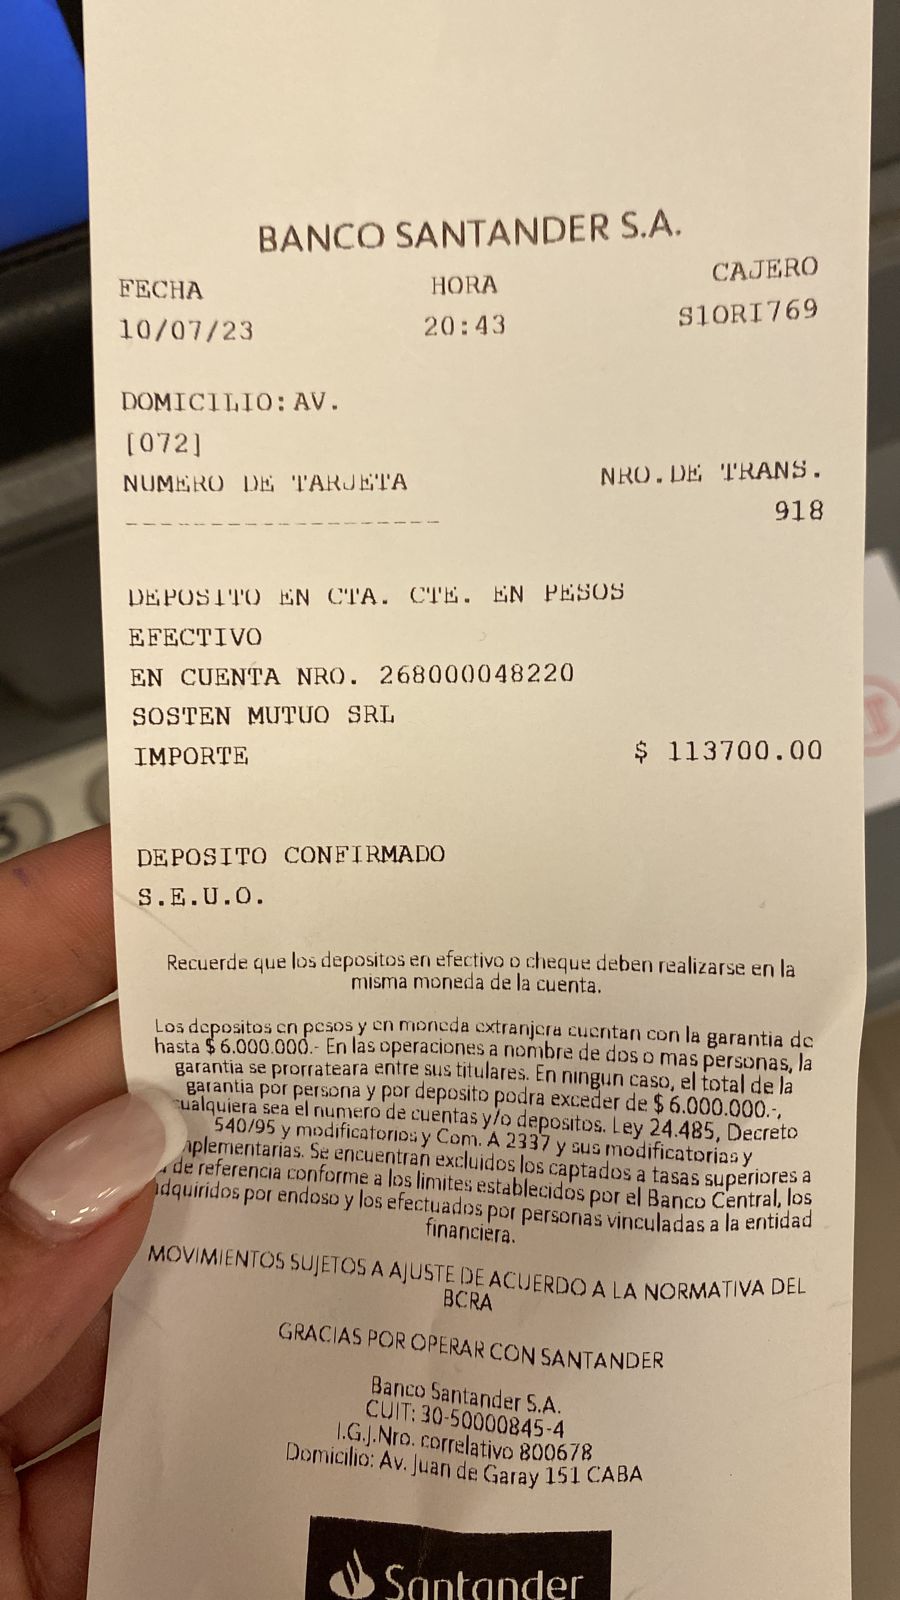 BANCO SANTANDER S.A.
FECHA HORA CAJERO
10/07/23 20:43 S1ORI769
DOMICILIO: AV.
[072]
NUMERO DE TARJETA NRO.DE TRANS.
------------------- 918
DEPOSITO EN CTA. CTE. EN PESOS
EFECTIVO
EN CUENTA NRO. 268000048220
SOSTEN MUTUO SRL
IMPORTE $ 113700.00
DEPOSITO CONFIRMADO
S.E.U.O.
Recuerde que los depositos en efectivo o cheque deben realizarse en la
misma moneda de la cuenta.
Los depositos en pesos y en moneda extranjera cuentan con la garantia de
hasta $ 6.000.000.- En las operaciones a nombre de dos o mas personas, la
garantia se prorrateara entre sus titulares. En ningun caso, el total de la
garantia por persona y por deposito podra exceder de $ 6.000.000.-,
ualquiera sea el numero de cuentas y/o depositos. Ley 24.485, Decreto
540/95 y modificatorios y Com. A 2337 y sus modificatorias y
plementarias. Se encuentran excluidos los captados a tasas superiores a
de referencia conforme a los limites establecidos por el Banco Central, los
dquiridos por endoso y los efectuados por personas vinculadas a la entidad
financiera.
MOVIMIENTOS SUJETOS A AJUSTE DE ACUERDO A LA NORMATIVA DEL
BCRA
GRACIAS POR OPERAR CON SANTANDER
Banco Santander S.A.
CUIT: 30-50000845-4
I.G.J.Nro. correlativo 800678
Domicilio: Av. Juan de Garay 151 CABA
Santander